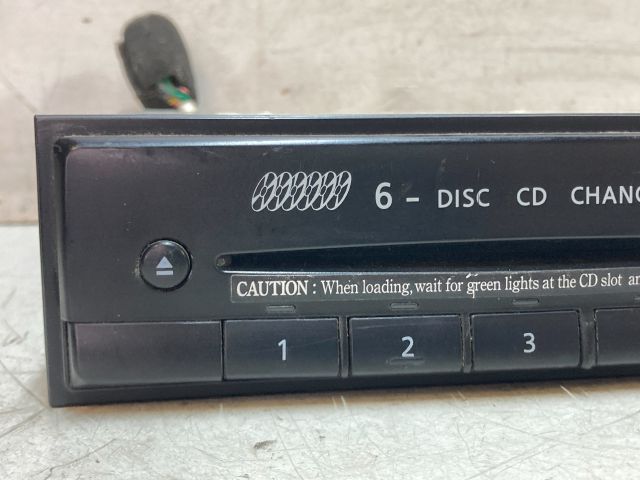 6 - DISC CD CHANG
CAUTION : When loading, wait for green lights at the CD slot an
1 2 3